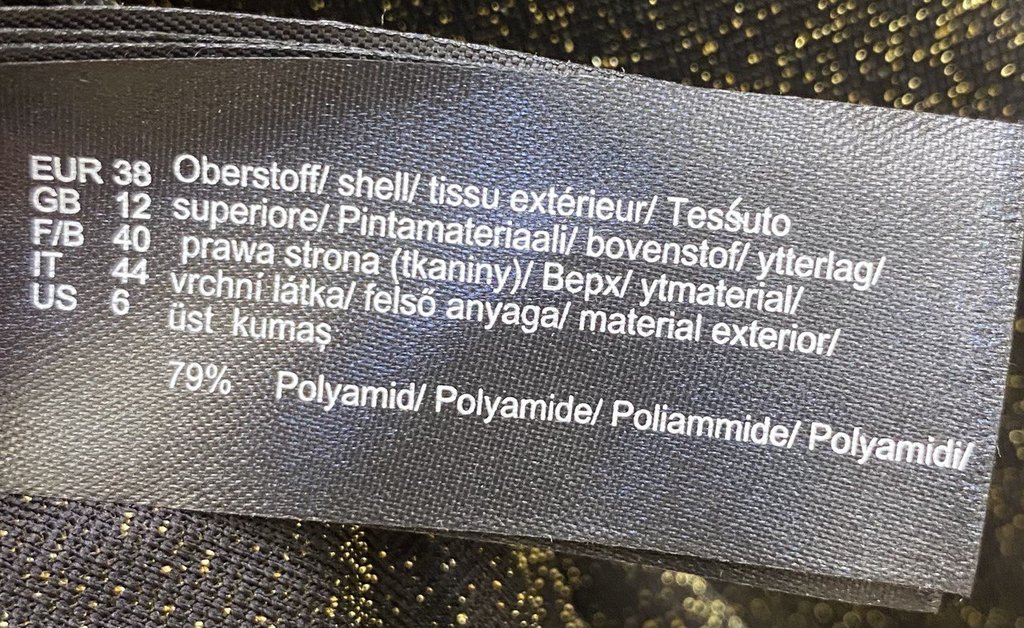 EUR 38 Oberstoff/ shell/ tissu extérieur/ Tessuto
GB 12 superiore/ Pintamateriaali/ bovenstof/ ytterlag/
F/B 40 prawa strona (tkaniny)/ Верх/ ytmaterial/
IT 44 vrchní látka/ felső anyaga/ material exterior/
US 6 üst kumaş
79% Polyamid/ Polyamide/ Poliammide/ Polyamidi/